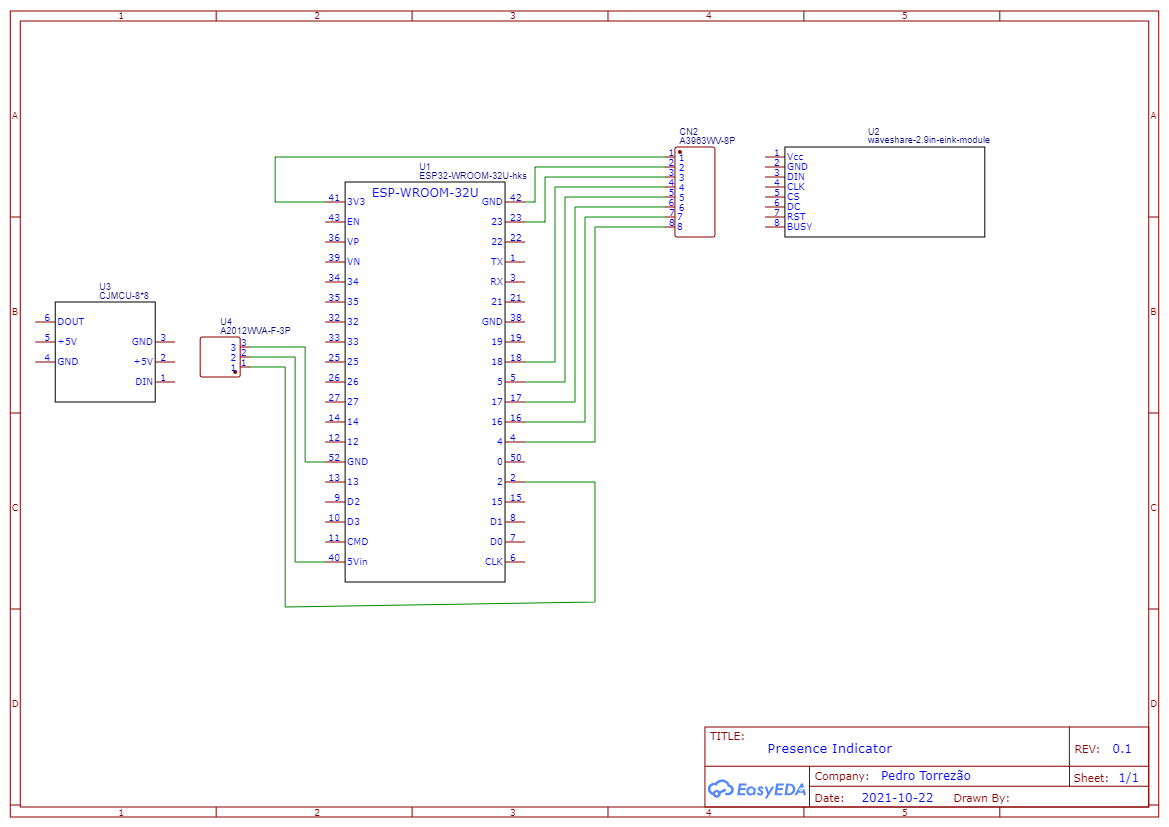 1 2 3 4 5
A A
B B
C C
D D
CN2
A3963WV-8P
1 1
2 2
3 3
4 4
5 5
6 6
7 7
8 8
U2
waveshare-2.9in-eink-module
1 Vcc
2 GND
3 DIN
4 CLK
5 CS
6 DC
7 RST
8 BUSY
U1
ESP32-WROOM-32U-hks
ESP-WROOM-32U
41 3V3 GND 42
43 EN 23 23
36 VP 22 22
39 VN TX 1
34 34 RX 3
35 35 21 21
32 32 GND 38
33 33 19 19
25 25 18 18
26 26 5 5
27 27 17 17
14 14 16 16
12 12 4 4
52 GND 0 50
13 13 2 2
9 D2 15 15
10 D3 D1 8
11 CMD D0 7
40 5Vin CLK 6
U3
CJMCU-8*8
6 DOUT
5 +5V GND 3
4 GND +5V 2
DIN 1
U4
A2012WVA-F-3P
3 3
2 2
1 1
TITLE:
Presence Indicator
REV: 0.1
EasyEDA
Company: Pedro Torrezão
Sheet: 1/1
Date: 2021-10-22 Drawn By:
1 2 3 4 5